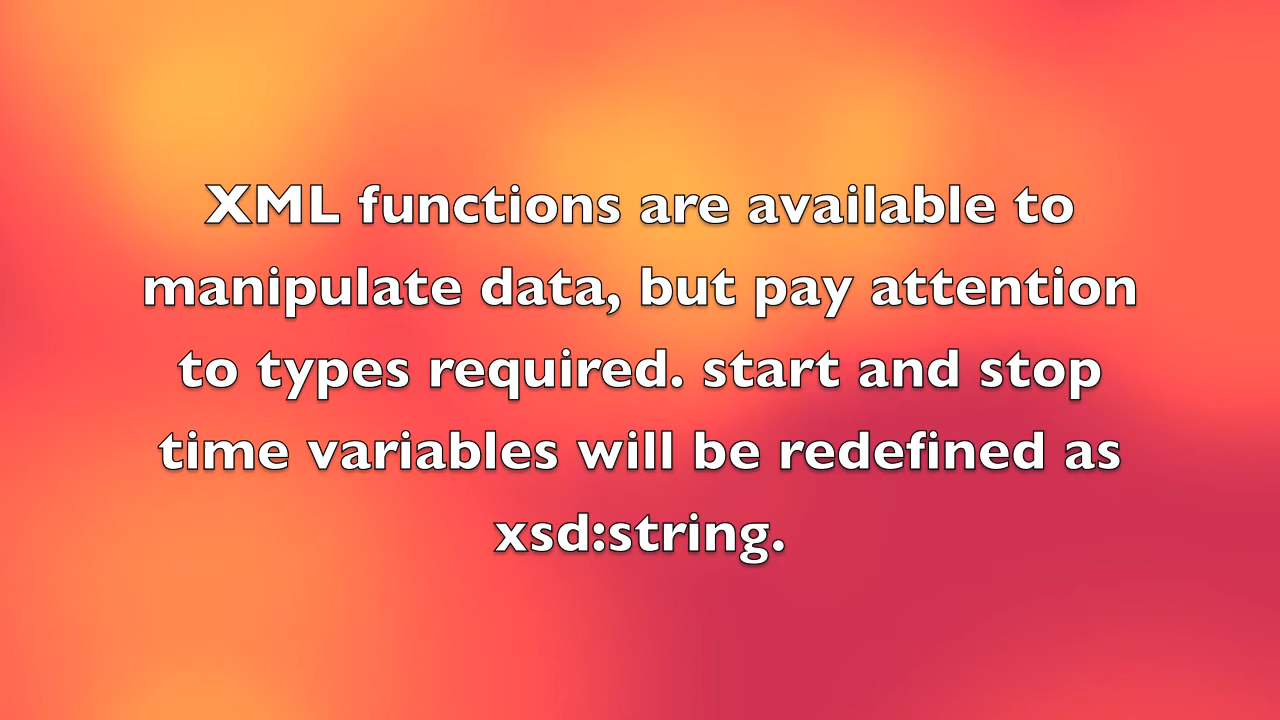 XML functions are available to
manipulate data, but pay attention
to types required. start and stop
time variables will be redefined as
xsd:string.